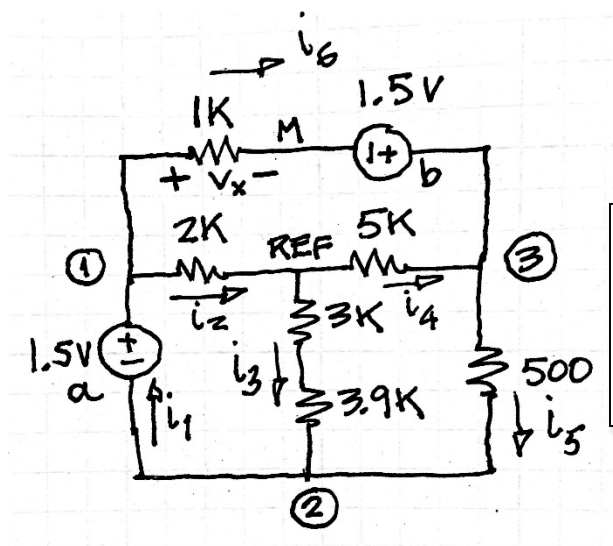 i6
1K
M
1.5V
+ Vx -
- +
b
2K
REF
5K
1
3
i2
i4
1.5V
+
-
a
i1
i3
3K
3.9K
500
i5
2